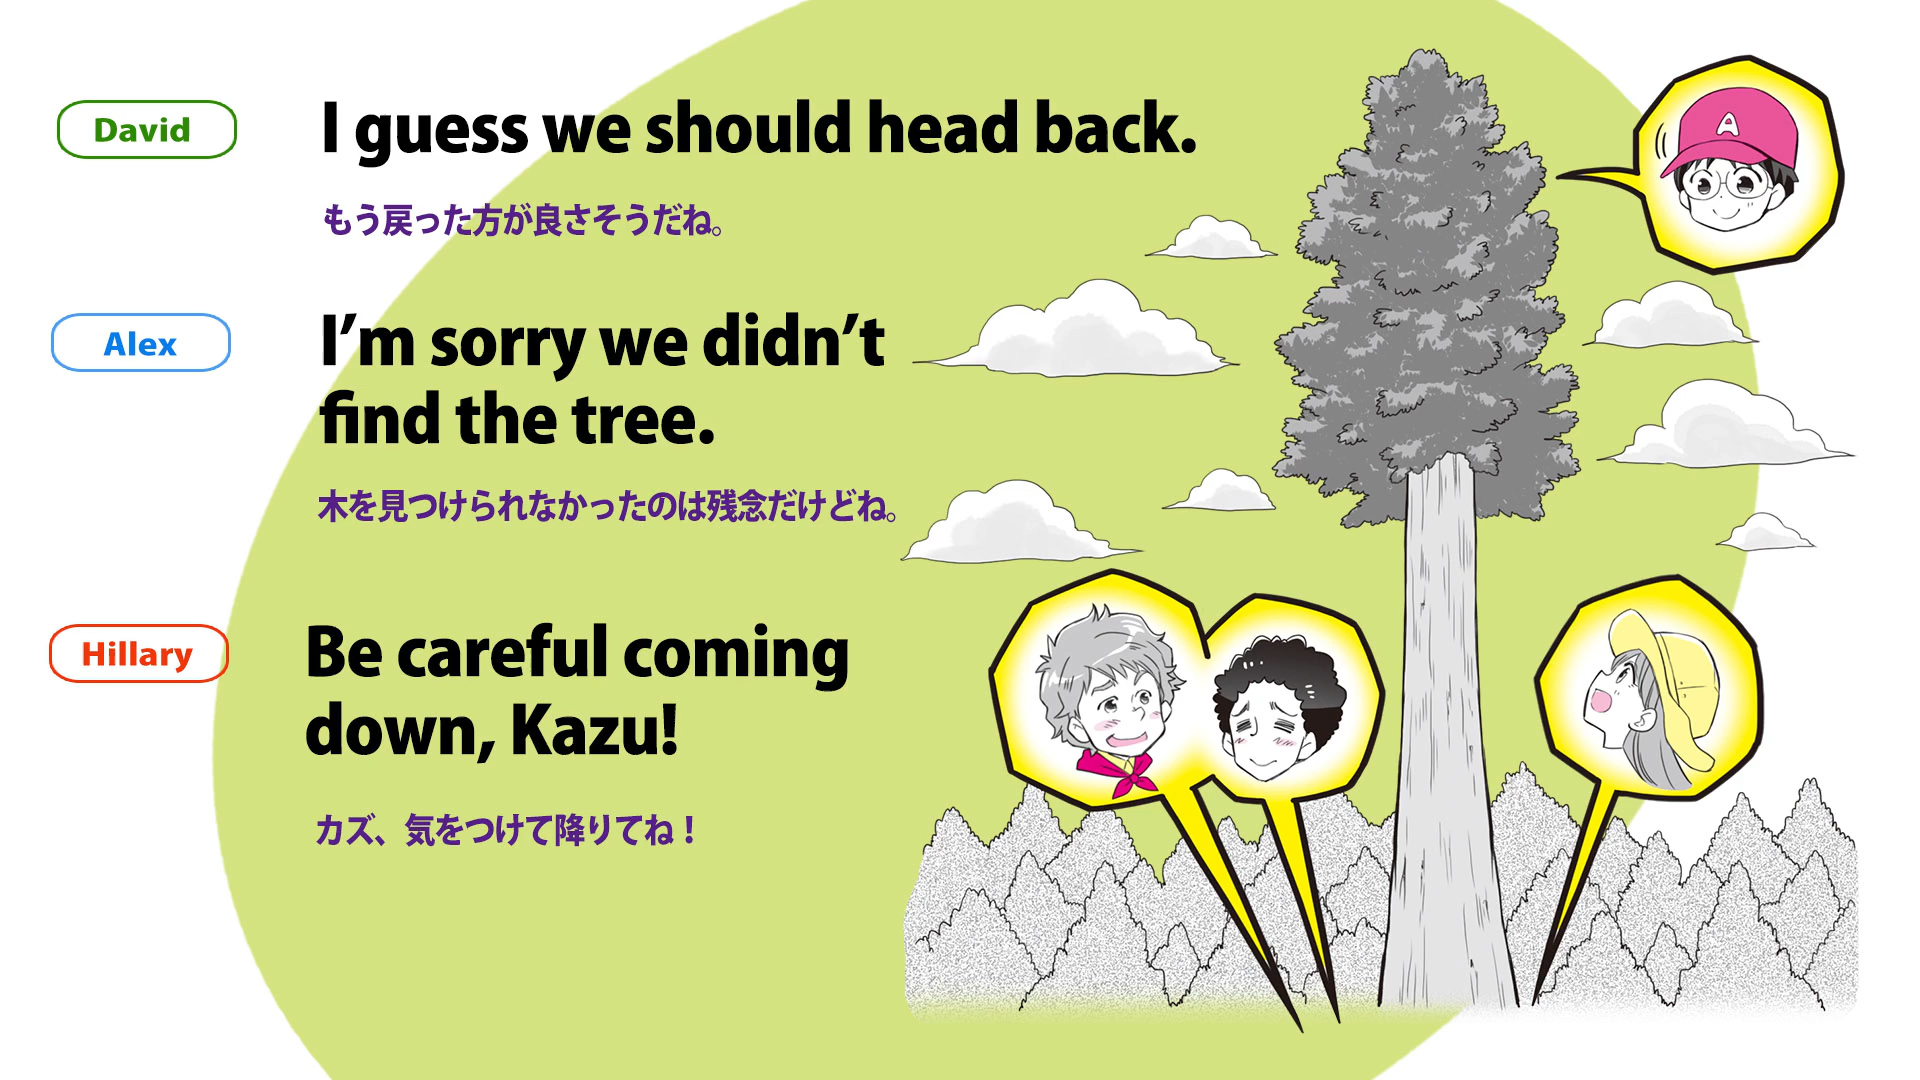 David
I guess we should head back.
もう戻った方が良さそうだね。
Alex
I’m sorry we didn’t
find the tree.
木を見つけられなかったのは残念だけどね。
Hillary
Be careful coming
down, Kazu!
カズ、気をつけて降りてね！
A